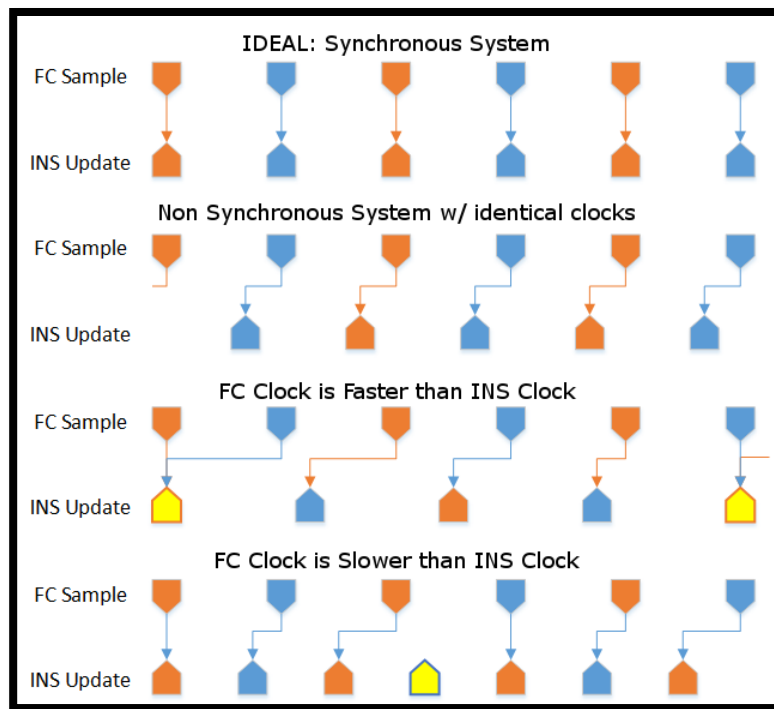 IDEAL: Synchronous System
FC Sample
INS Update
Non Synchronous System w/ identical clocks
FC Sample
INS Update
FC Clock is Faster than INS Clock
FC Sample
INS Update
FC Clock is Slower than INS Clock
FC Sample
INS Update